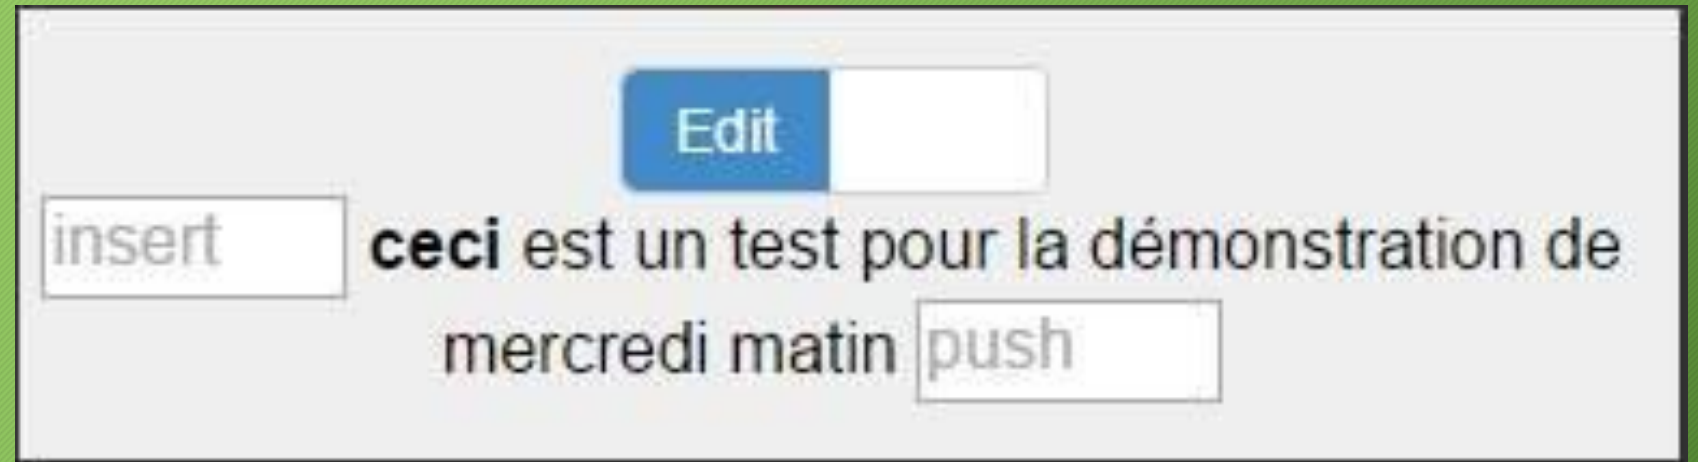 Edit
insert ceci est un test pour la démonstration de
mercredi matin push